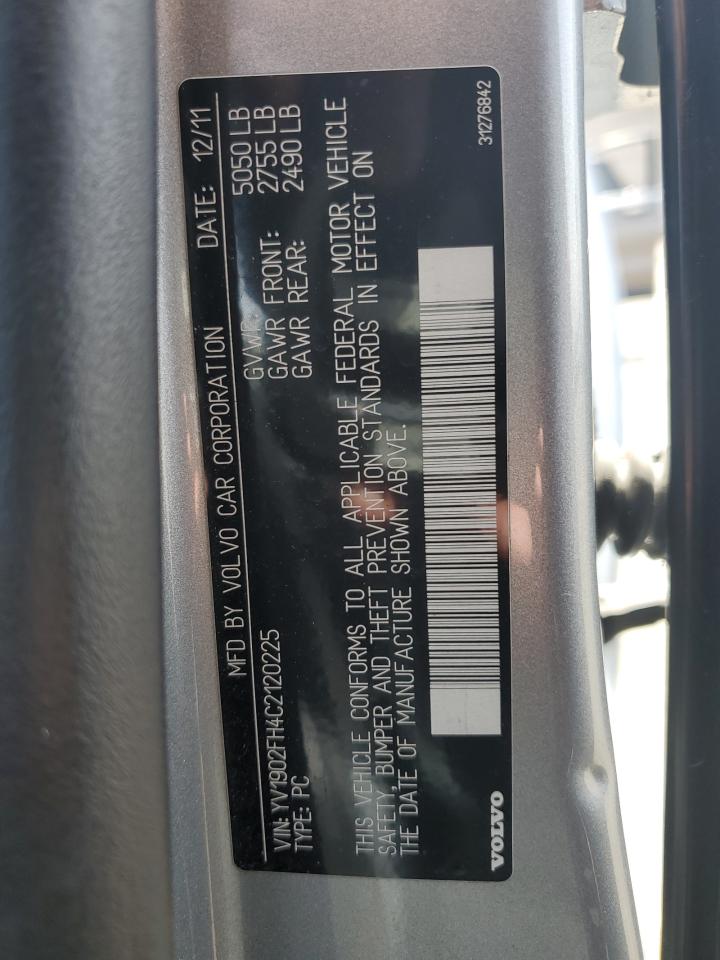 MFD BY VOLVO CAR CORPORATION DATE: 12/11
GVWR: 5050 LB
GAWR FRONT: 2755 LB
GAWR REAR: 2490 LB
VIN: YV1902FH4C2120225
TYPE: PC
THIS VEHICLE CONFORMS TO ALL APPLICABLE FEDERAL MOTOR VEHICLE
SAFETY, BUMPER AND THEFT PREVENTION STANDARDS IN EFFECT ON
THE DATE OF MANUFACTURE SHOWN ABOVE.
VOLVO
31276842